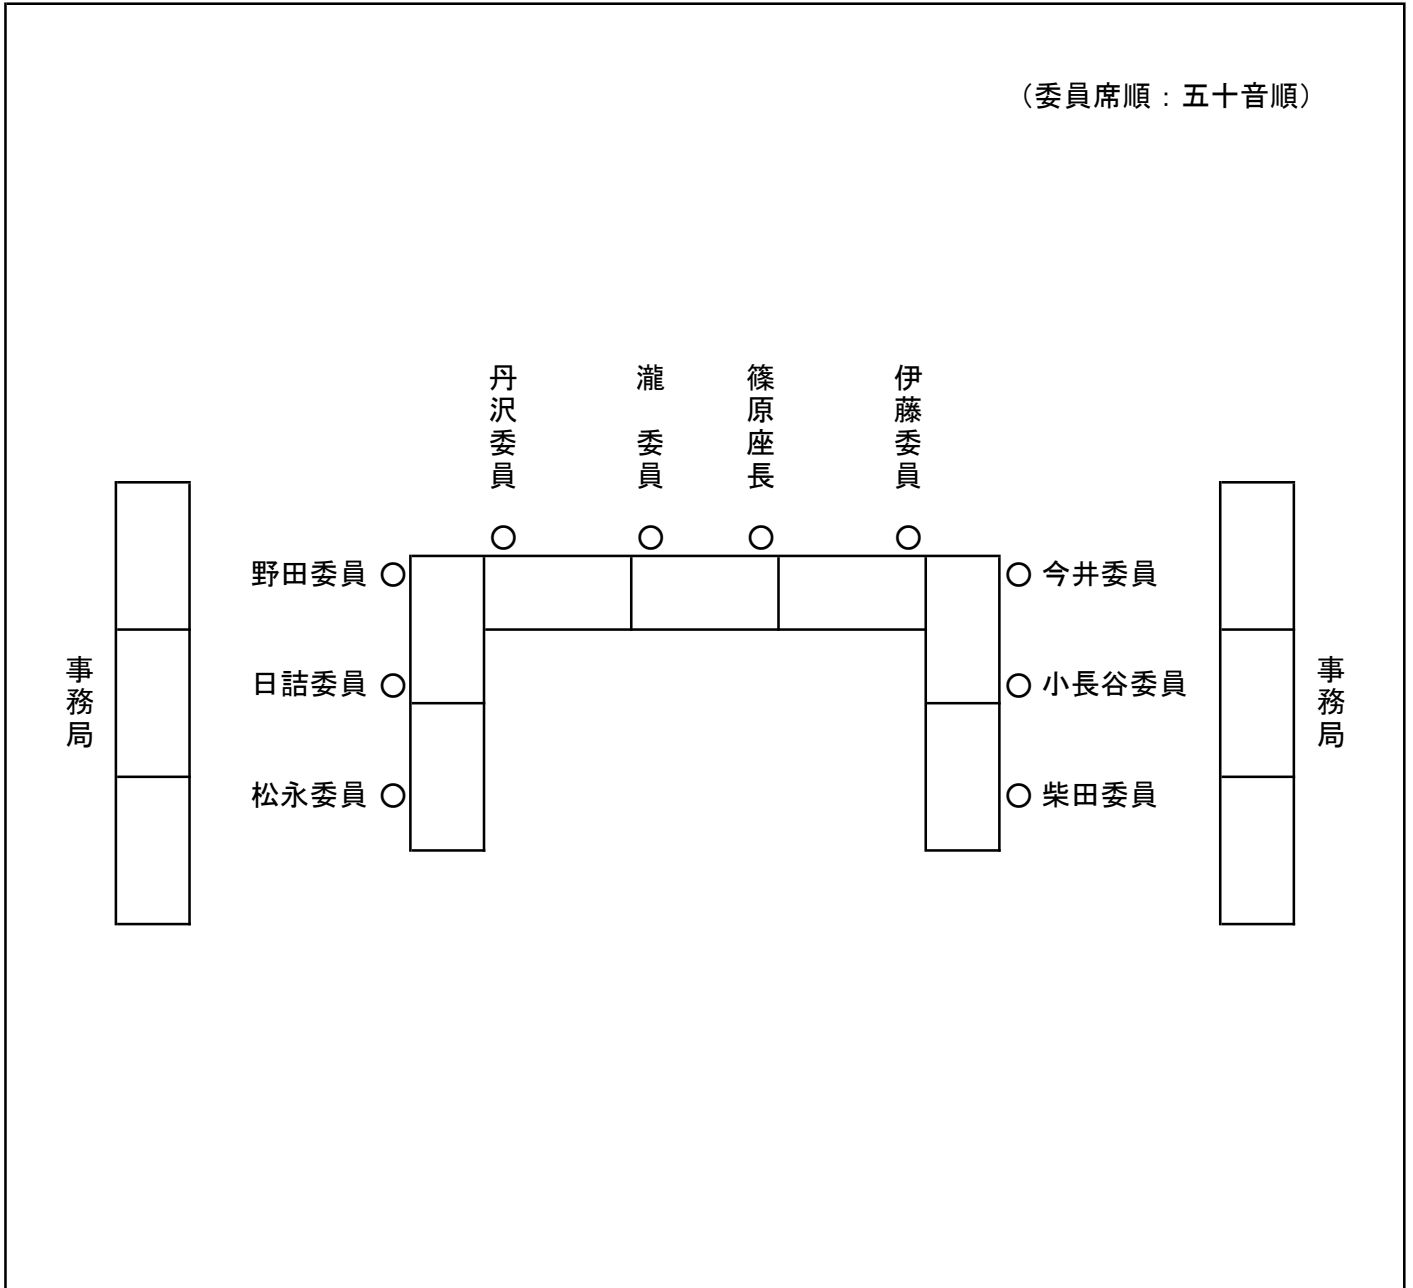 （委員席順：五十音順）
丹沢委員
瀧　委員
篠原座長
伊藤委員
野田委員 ○
○ 今井委員
日詰委員 ○
○ 小長谷委員
松永委員 ○
○ 柴田委員
事務局
事務局